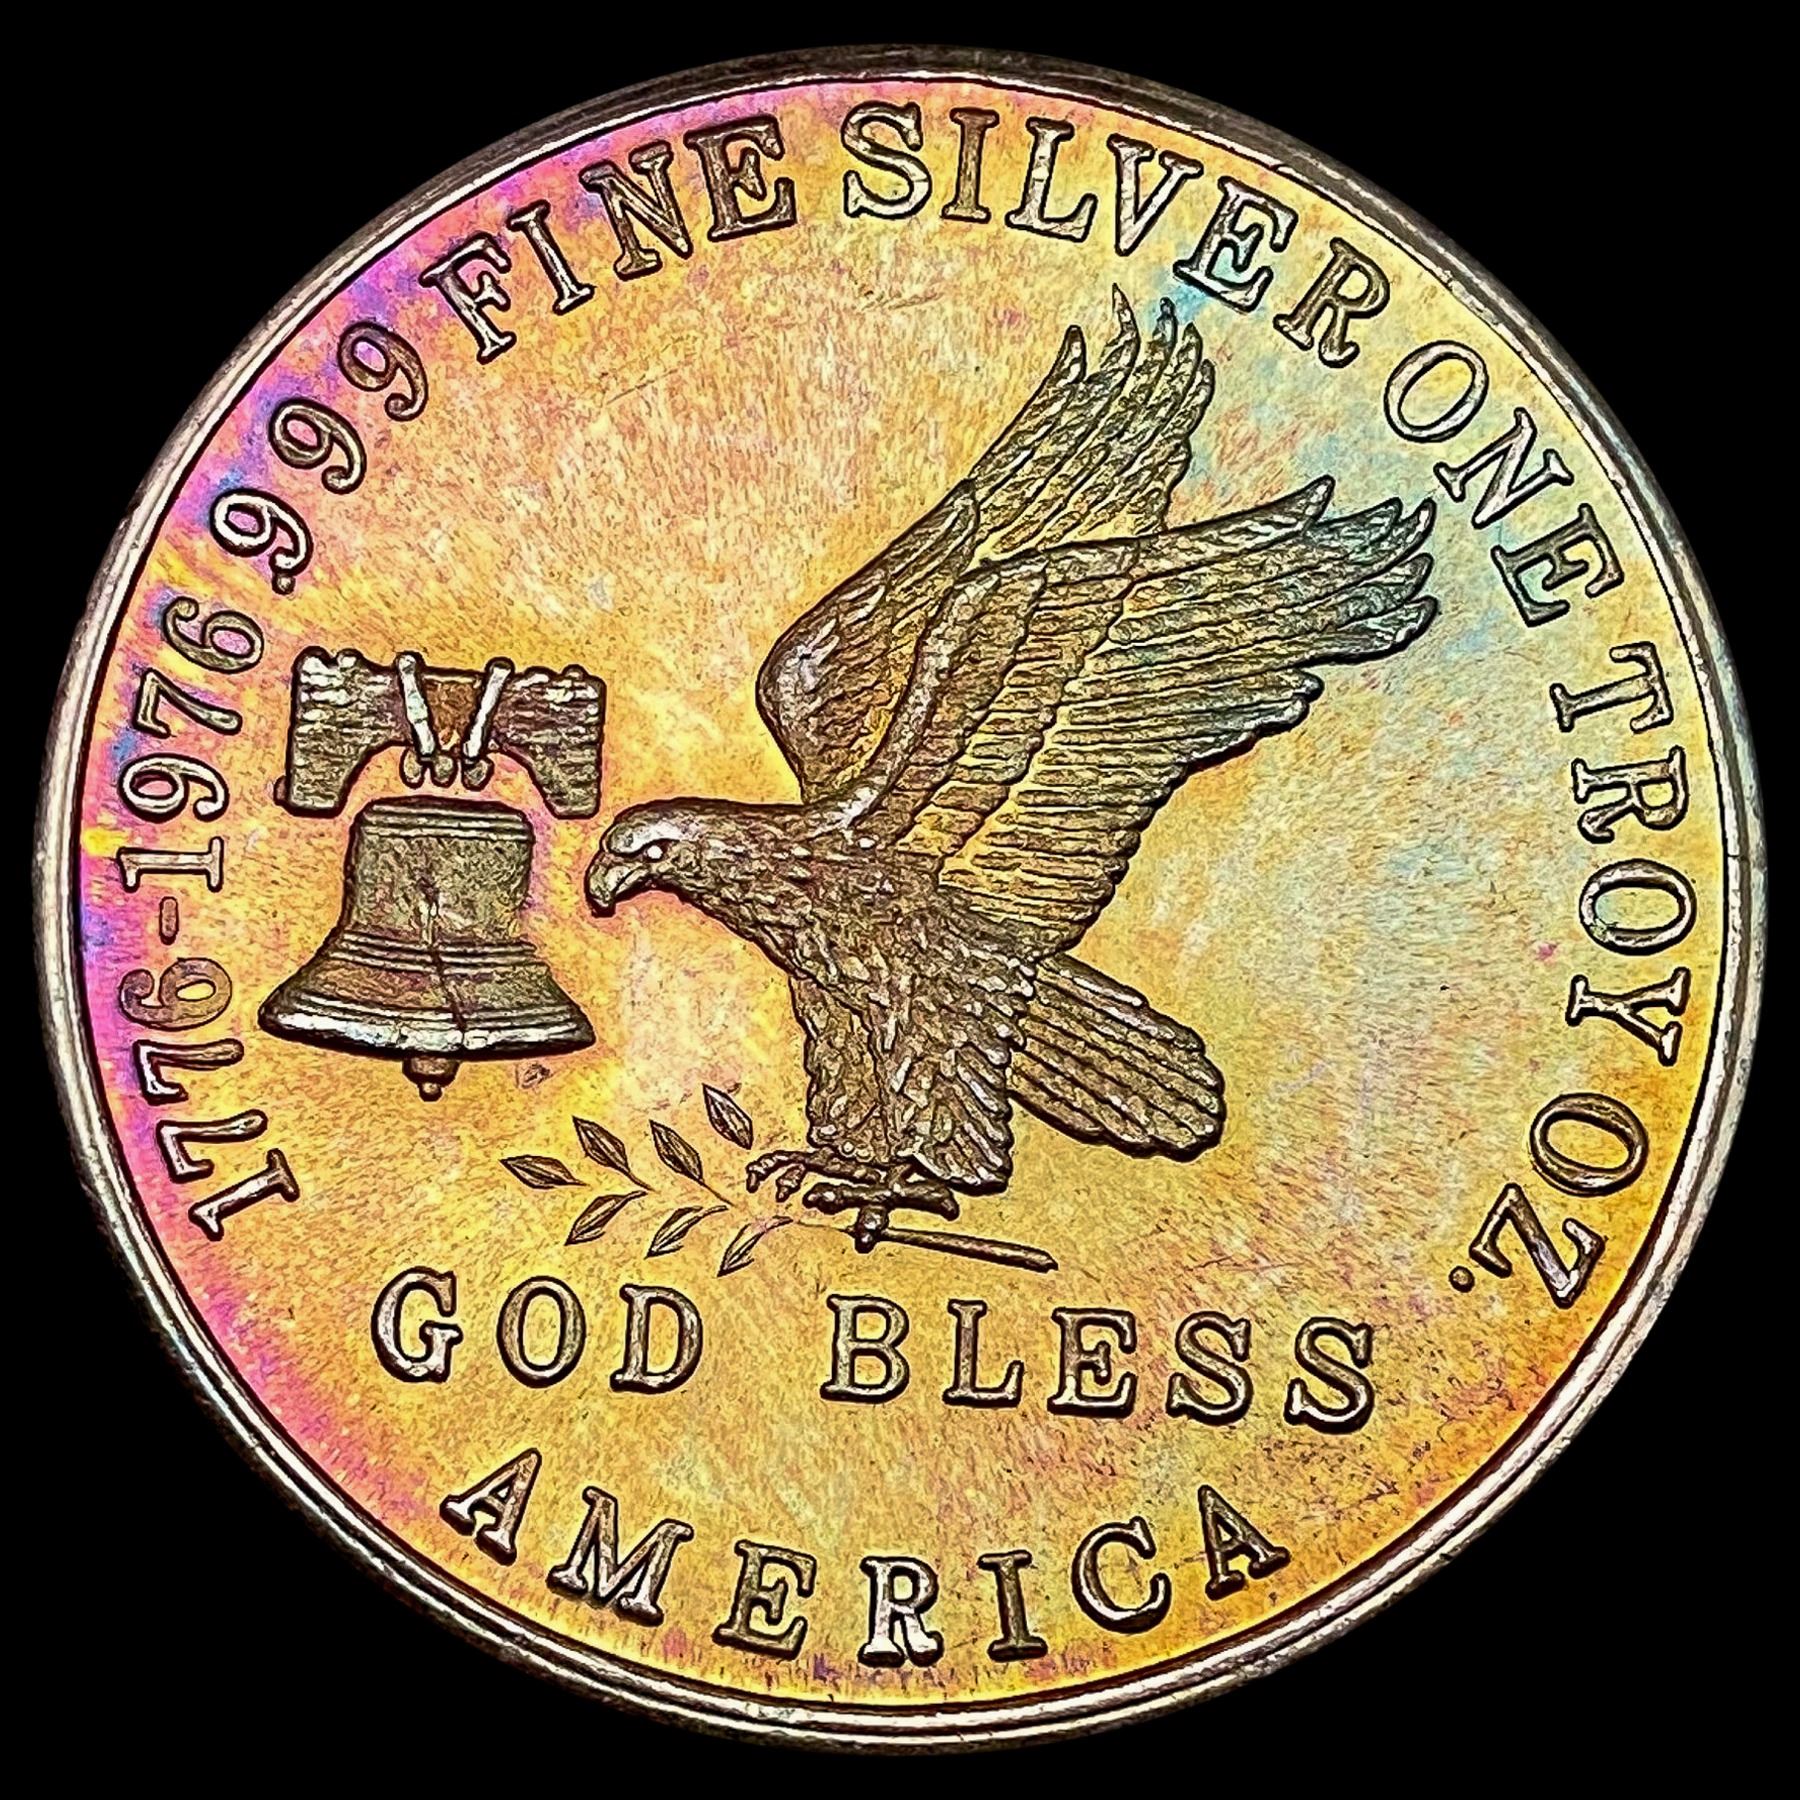 1776-1976 .999 FINE SILVER ONE TROY OZ.
GOD BLESS
AMERICA